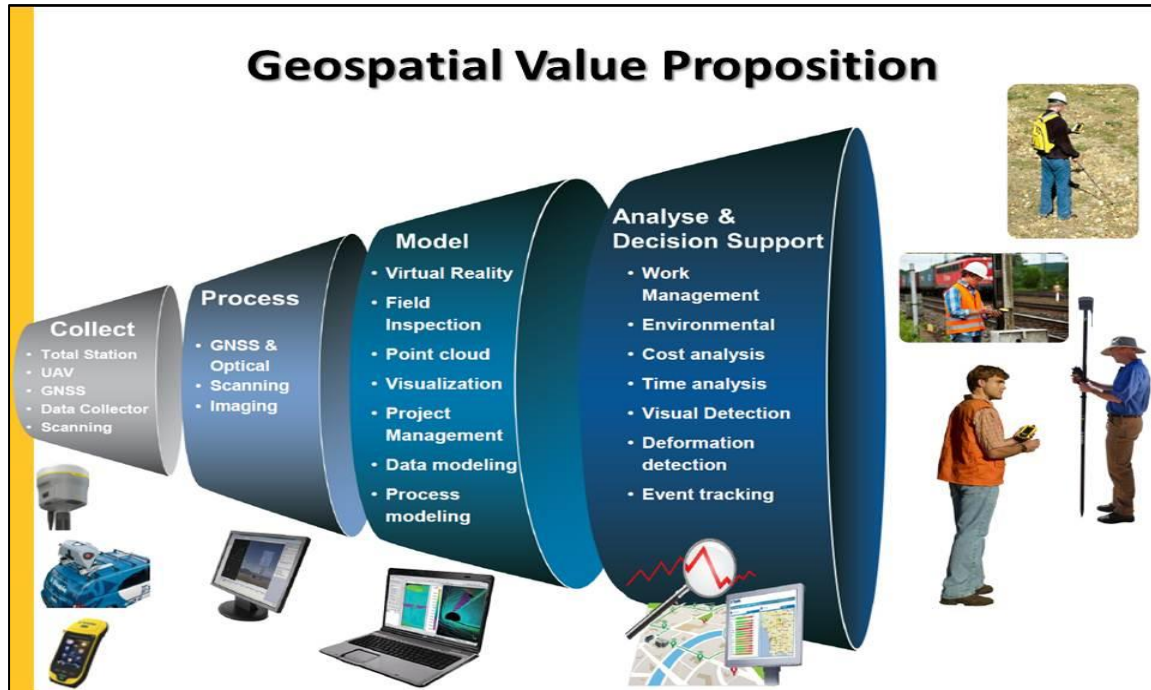 Geospatial Value Proposition
Collect
• Total Station
• UAV
• GNSS
• Data Collector
• Scanning
Process
• GNSS &
Optical
• Scanning
• Imaging
Model
• Virtual Reality
• Field
Inspection
• Point cloud
• Visualization
• Project
Management
• Data modeling
• Process
modeling
Analyse &
Decision Support
• Work
Management
• Environmental
• Cost analysis
• Time analysis
• Visual Detection
• Deformation
detection
• Event tracking